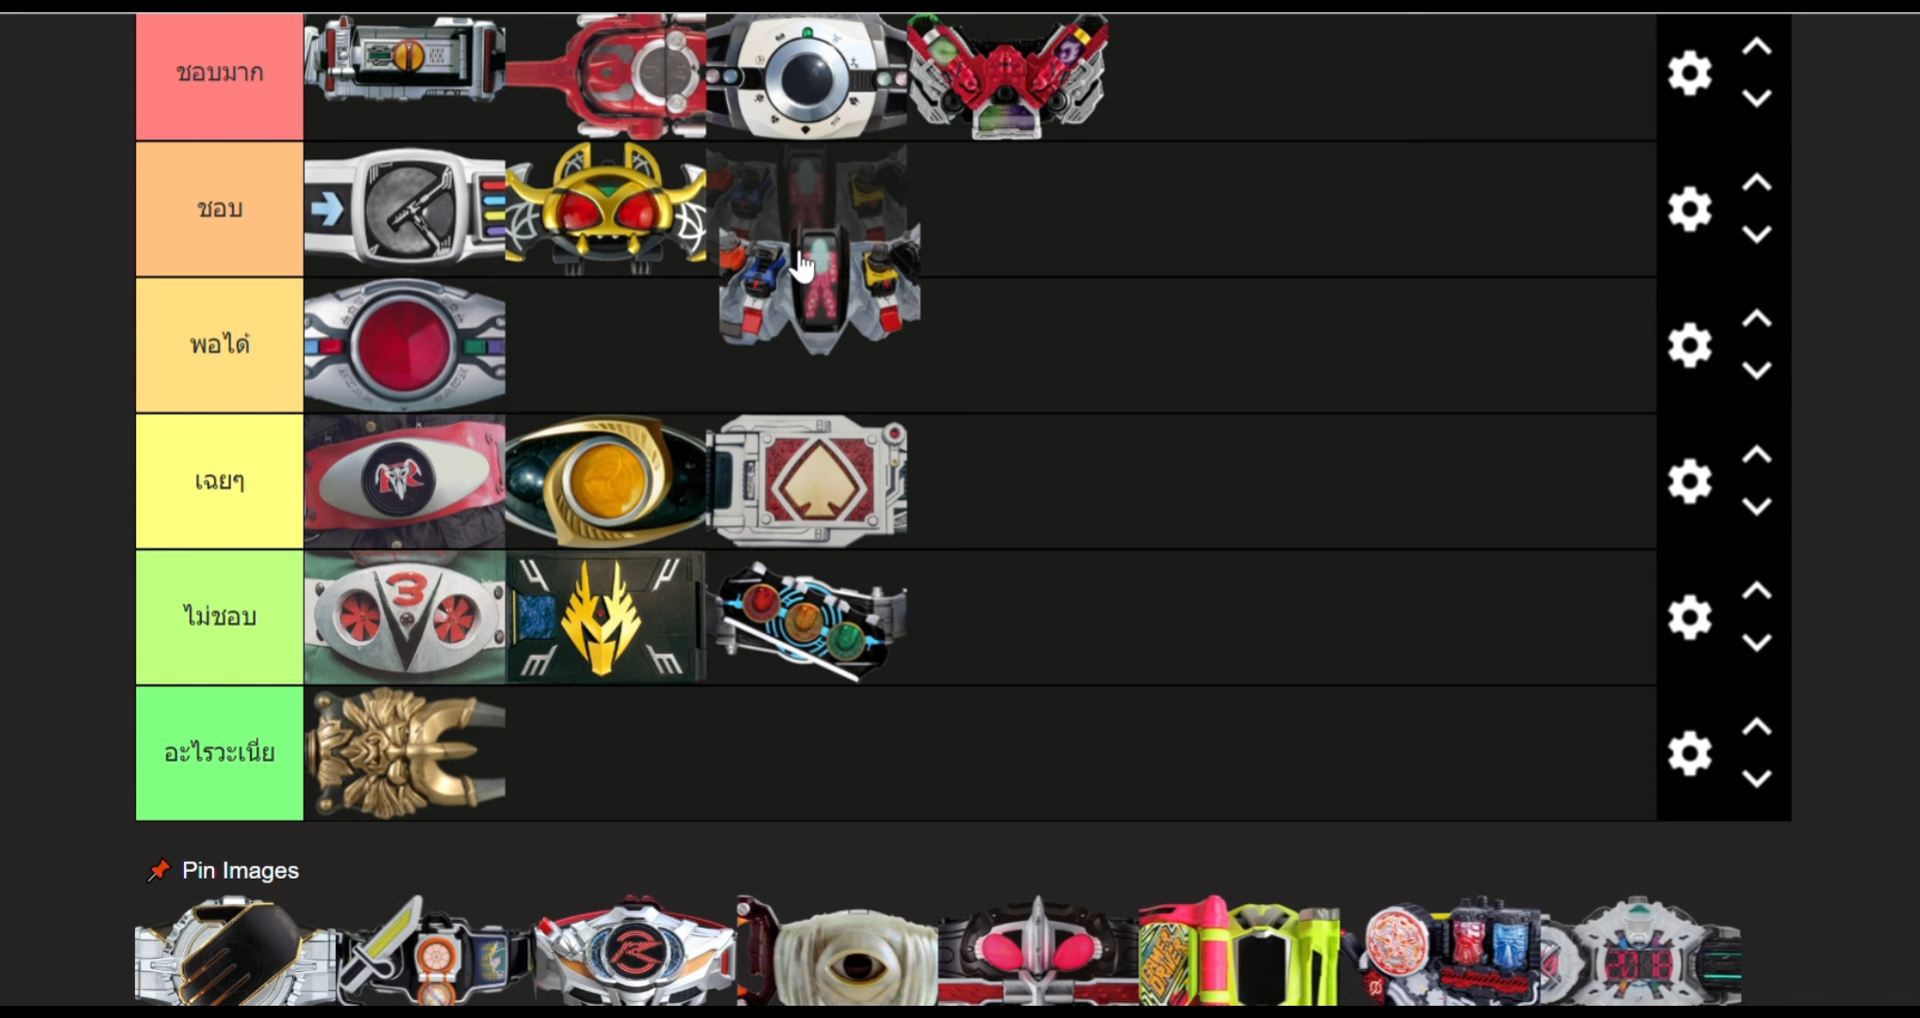 ชอบมาก
ชอบ
พอได้
เฉยๆ
3
ไม่ชอบ
อะไรวะเนี่ย
Pin Images